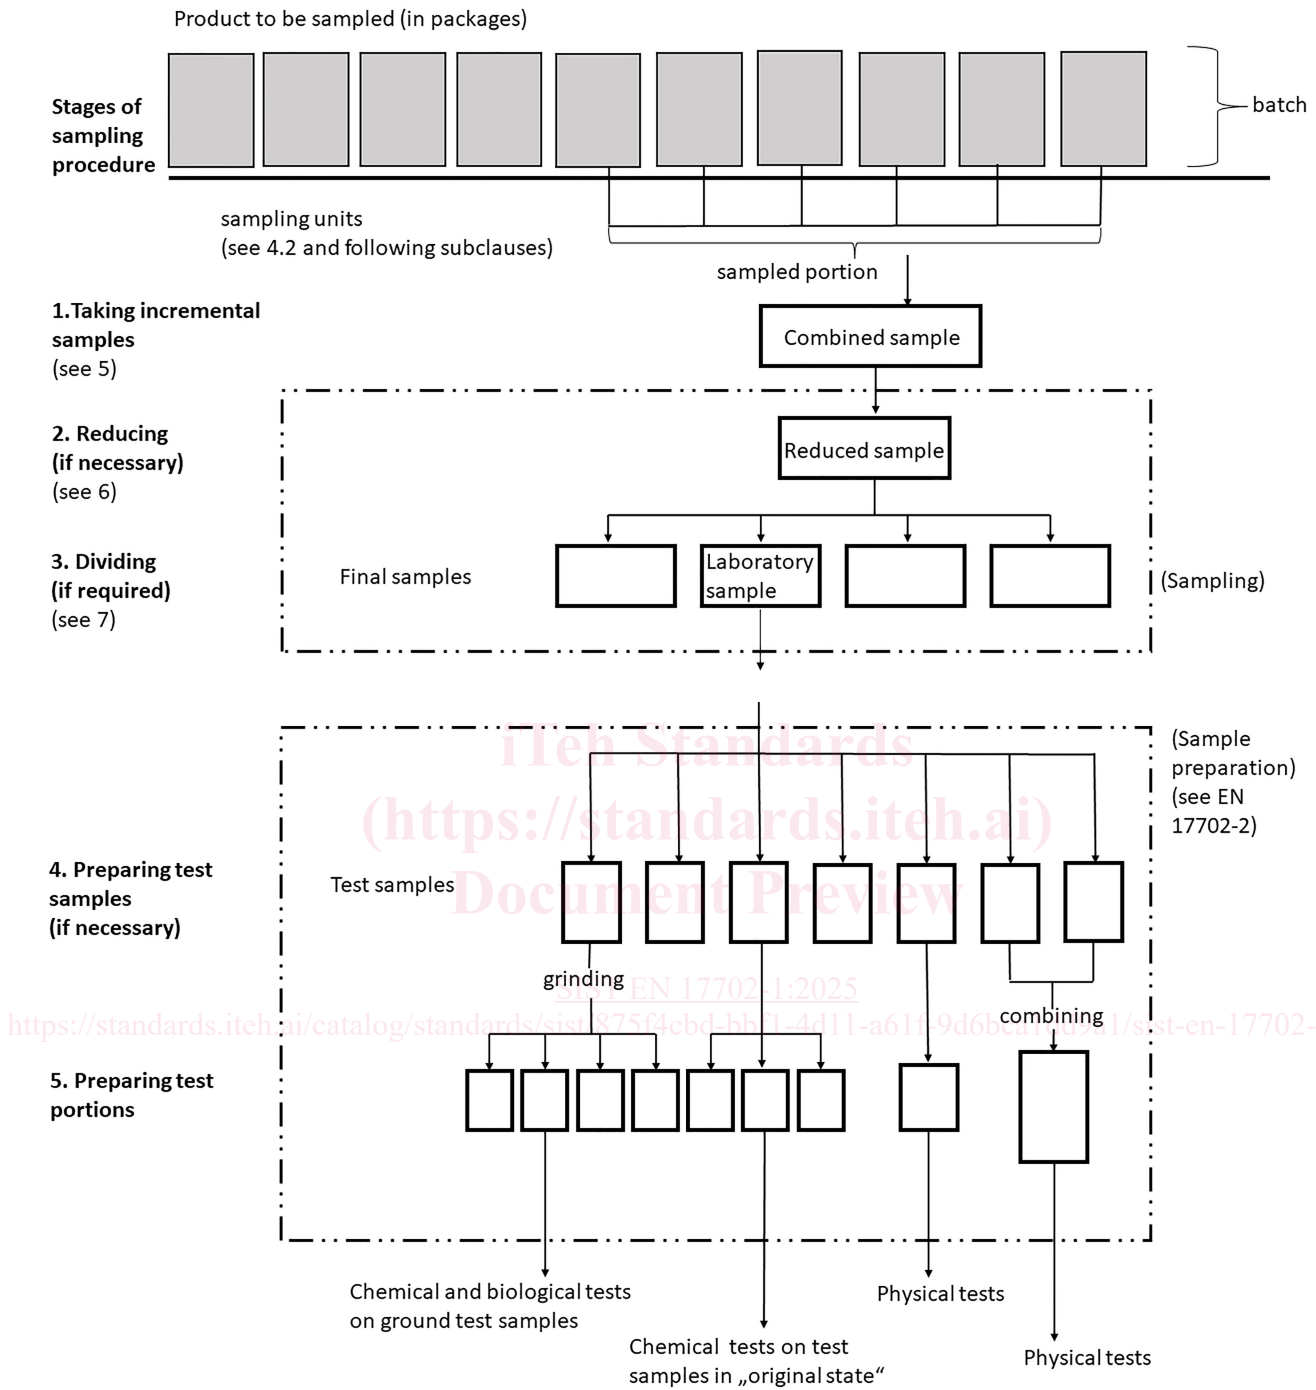 Product to be sampled (in packages)
Stages of
sampling
procedure
batch
sampling units
(see 4.2 and following subclauses)
sampled portion
1.Taking incremental
samples
(see 5)
Combined sample
2. Reducing
(if necessary)
(see 6)
Reduced sample
3. Dividing
(if required)
(see 7)
Final samples
Laboratory
sample
(Sampling)
iTeh Standards
(https://standards.iteh.ai)
Document Preview
(Sample
preparation)
(see EN
17702-2)
4. Preparing test
samples
(if necessary)
Test samples
grinding
SIST EN 17702-1:2025
combining
5. Preparing test
portions
Chemical and biological tests
on ground test samples
Chemical tests on test
samples in „original state“
Physical tests
Physical tests